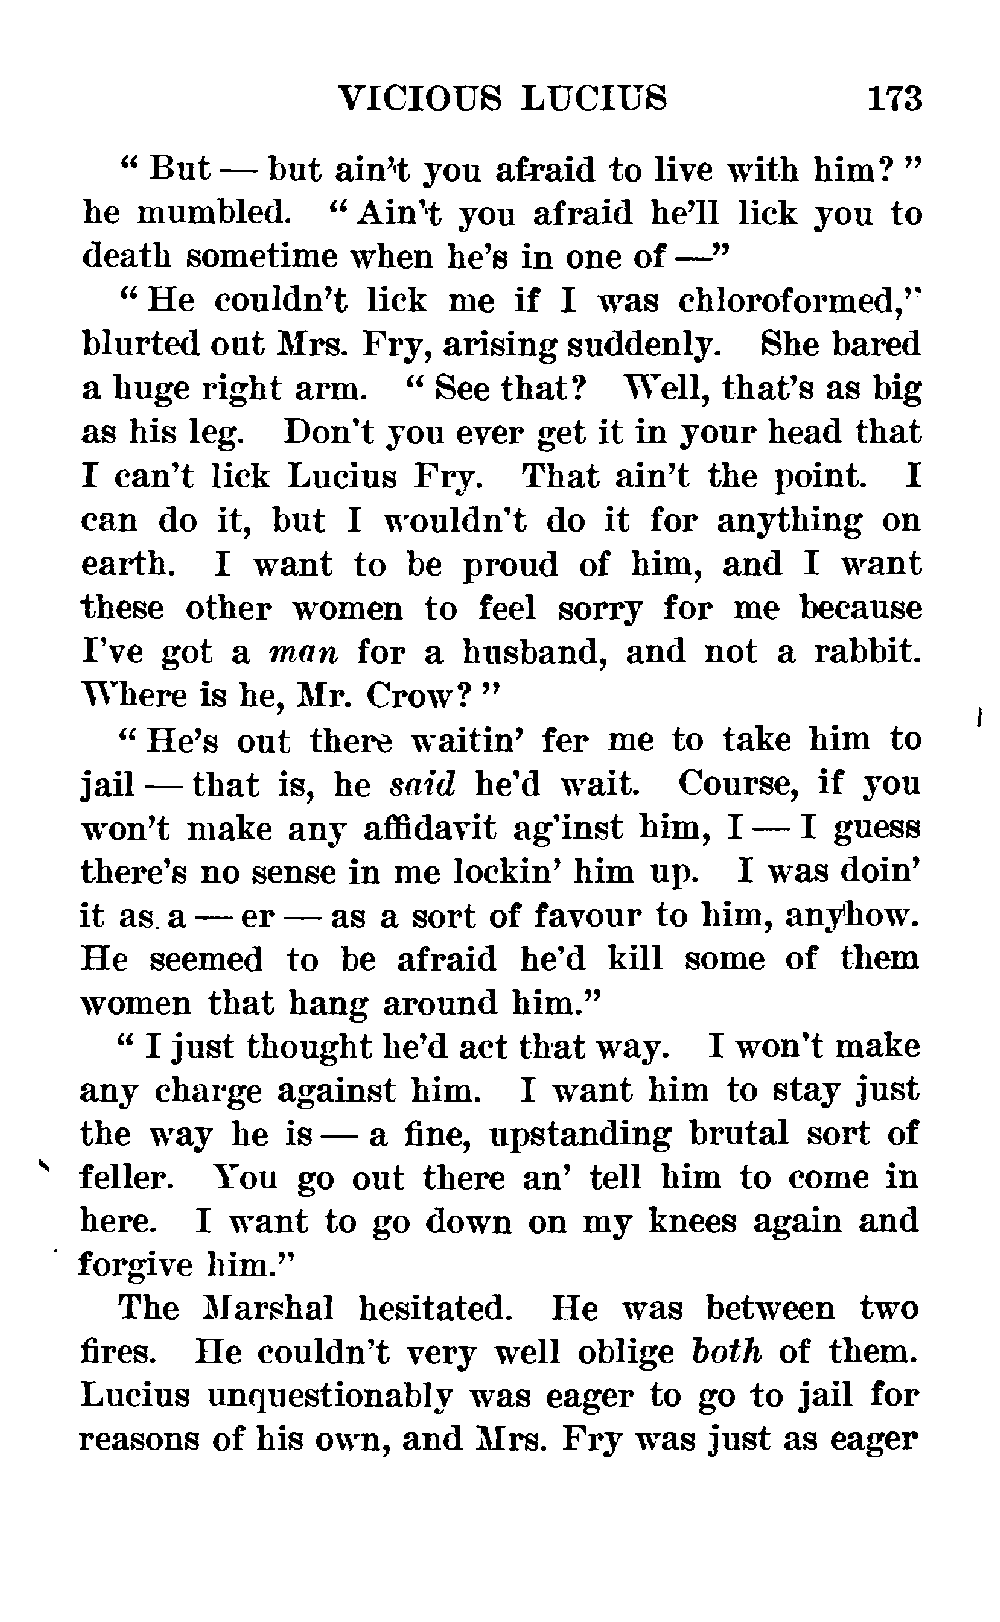 VICIOUS LUCIUS 173
" But — but ain't you afraid to live with him? "
he mumbled. " Ain't you afraid he'll lick you to
death sometime when he's in one of —"
" He couldn't lick me if I was chloroformed,"
blurted out Mrs. Fry, arising suddenly. She bared
a huge right arm. " See that? Well, that's as big
as his leg. Don't you ever get it in your head that
I can't lick Lucius Fry. That ain't the point. I
can do it, but I wouldn't do it for anything on
earth. I want to be proud of him, and I want
these other women to feel sorry for me because
I've got a man for a husband, and not a rabbit.
Where is he, Mr. Crow? "
" He's out there waitin' fer me to take him to
jail — that is, he said he'd wait. Course, if you
won't make any affidavit ag'inst him, I — I guess
there's no sense in me lockin' him up. I was doin'
it as a — er — as a sort of favour to him, anyhow.
He seemed to be afraid he'd kill some of them
women that hang around him."
" I just thought he'd act that way. I won't make
any charge against him. I want him to stay just
the way he is — a fine, upstanding brutal sort of
feller. You go out there an' tell him to come in
here. I want to go down on my knees again and
forgive him."
The Marshal hesitated. He was between two
fires. He couldn't very well oblige both of them.
Lucius unquestionably was eager to go to jail for
reasons of his own, and Mrs. Fry was just as eager